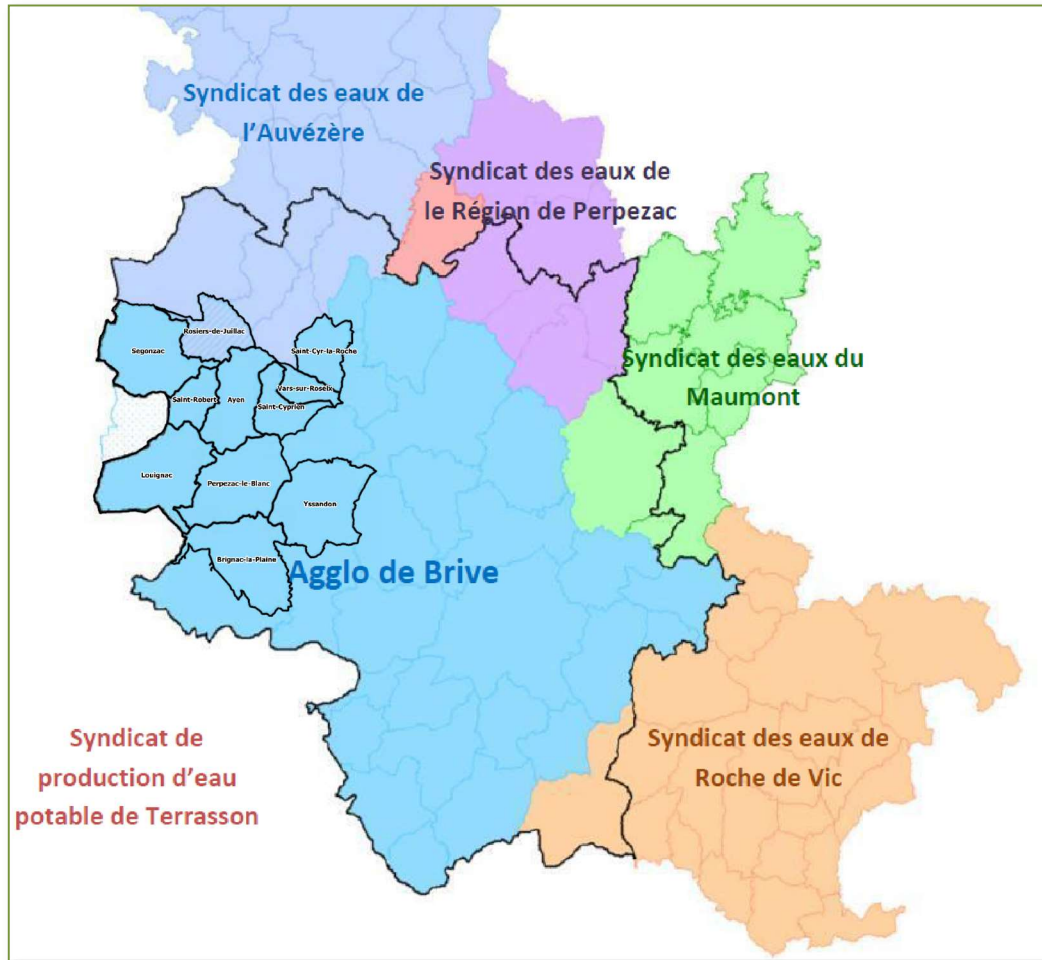 Syndicat des eaux de
l'Auvézère
Syndicat des eaux de
le Région de Perpezac
Rosiers-de-Juillac
Segonzac
Saint-Cyr-la-Roche
Syndicat des eaux du
Maumont
Vars-sur-Roseix
Saint-Robert
Ayen
Saint-Cyprien
Louignac
Perpezac-le-Blanc
Yssandon
Brignac-la-Plaine
Agglo de Brive
Syndicat de
production d'eau
potable de Terrasson
Syndicat des eaux de
Roche de Vic